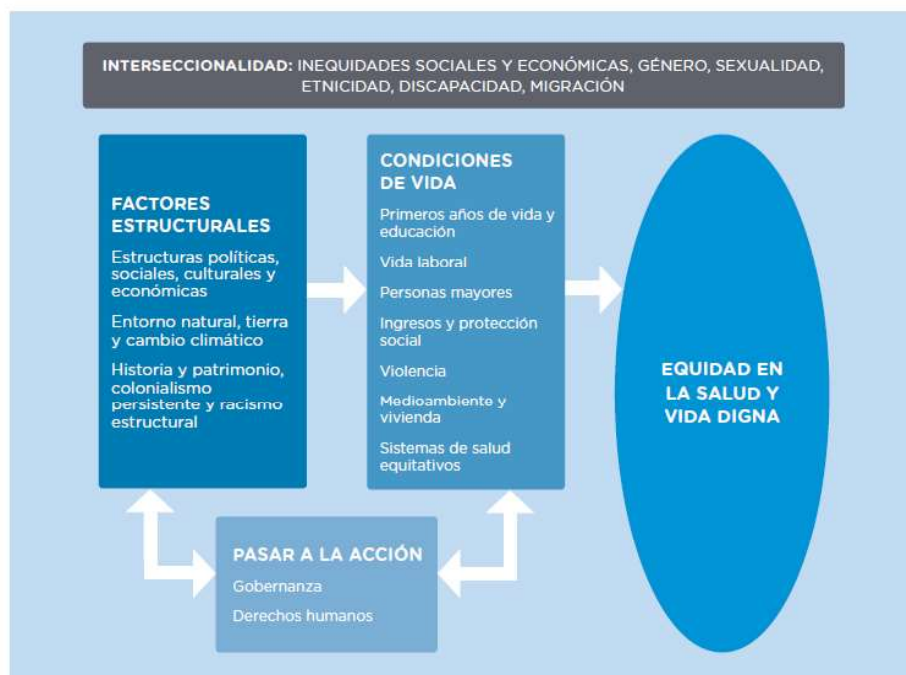 INTERSECCIONALIDAD: INEQUIDADES SOCIALES Y ECONÓMICAS, GÉNERO, SEXUALIDAD,
ETNICIDAD, DISCAPACIDAD, MIGRACIÓN
FACTORES
ESTRUCTURALES
Estructuras políticas,
sociales, culturales y
económicas
Entorno natural, tierra
y cambio climático
Historia y patrimonio,
colonialismo
persistente y racismo
estructural
CONDICIONES
DE VIDA
Primeros años de vida y
educación
Vida laboral
Personas mayores
Ingresos y protección
social
Violencia
Medioambiente y
vivienda
Sistemas de salud
equitativos
EQUIDAD EN
LA SALUD Y
VIDA DIGNA
PASAR A LA ACCIÓN
Gobernanza
Derechos humanos